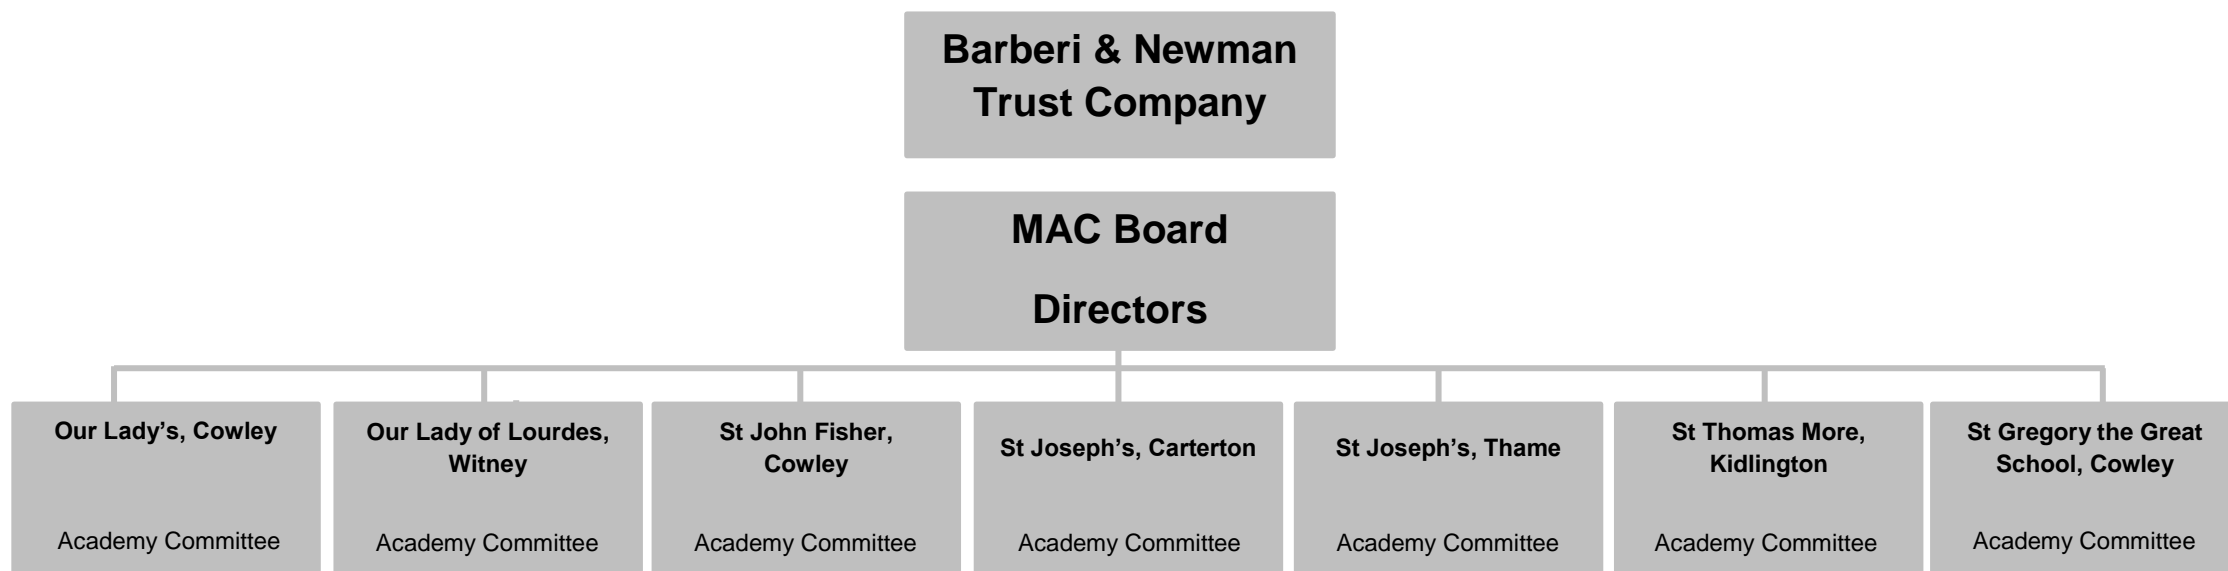 Barberi & Newman
Trust Company
MAC Board
Directors
Our Lady’s, Cowley
Academy Committee
Our Lady of Lourdes,
Witney
Academy Committee
St John Fisher,
Cowley
Academy Committee
St Joseph’s, Carterton
Academy Committee
St Joseph’s, Thame
Academy Committee
St Thomas More,
Kidlington
Academy Committee
St Gregory the Great
School, Cowley
Academy Committee